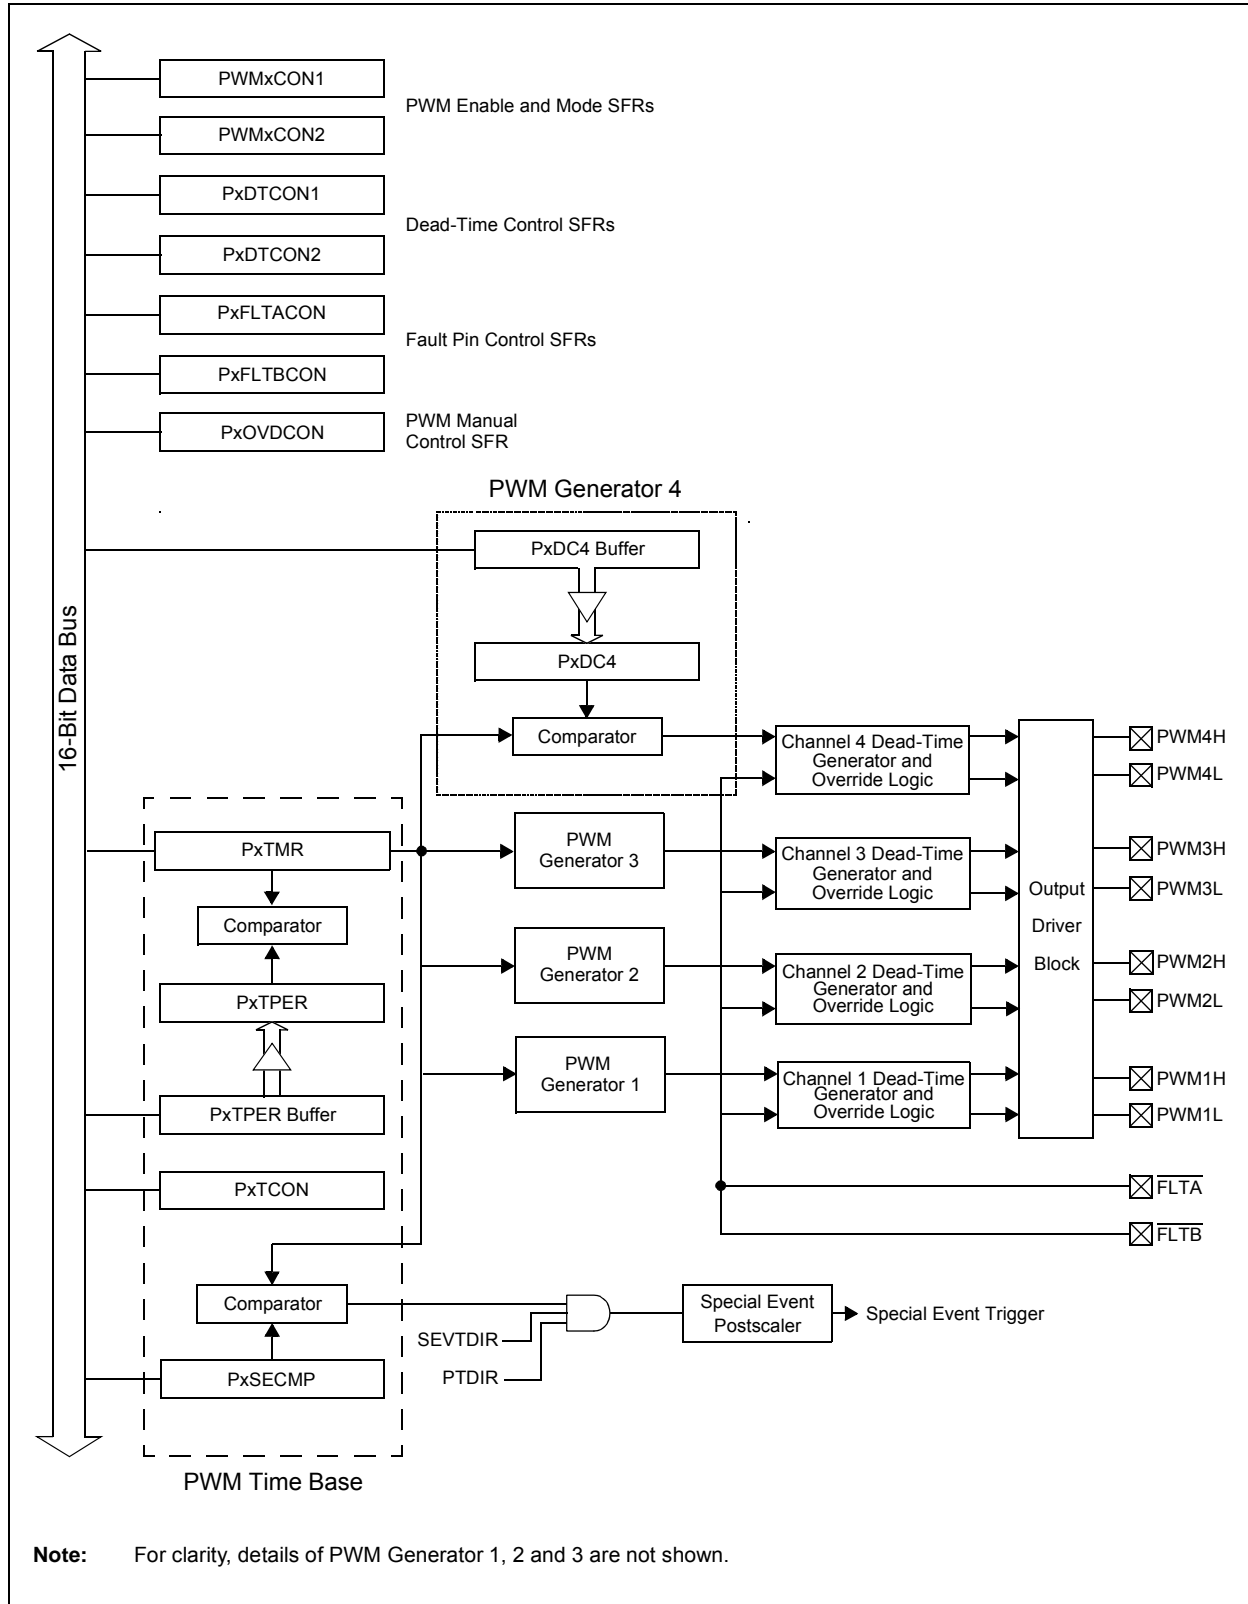 PWMxCON1
PWM Enable and Mode SFRs
PWMxCON2
PxDTCON1
Dead-Time Control SFRs
PxDTCON2
PxFLTACON
Fault Pin Control SFRs
PxFLTBCON
PxOVDCON
PWM Manual
Control SFR
16-Bit Data Bus
PWM Generator 4
PxDC4 Buffer
PxDC4
Comparator
Channel 4 Dead-Time
Generator and
Override Logic
PWM4H
PWM4L
PxTMR
PWM
Generator 3
Channel 3 Dead-Time
Generator and
Override Logic
PWM3H
PWM3L
Comparator
PxTPER
PWM
Generator 2
Channel 2 Dead-Time
Generator and
Override Logic
Output
Driver
Block
PWM2H
PWM2L
PxTPER Buffer
PWM
Generator 1
Channel 1 Dead-Time
Generator and
Override Logic
PWM1H
PWM1L
PxTCON
FLTA
FLTB
Comparator
SEVTDIR
PTDIR
Special Event
Postscaler
Special Event Trigger
PxSECMP
PWM Time Base
Note: For clarity, details of PWM Generator 1, 2 and 3 are not shown.